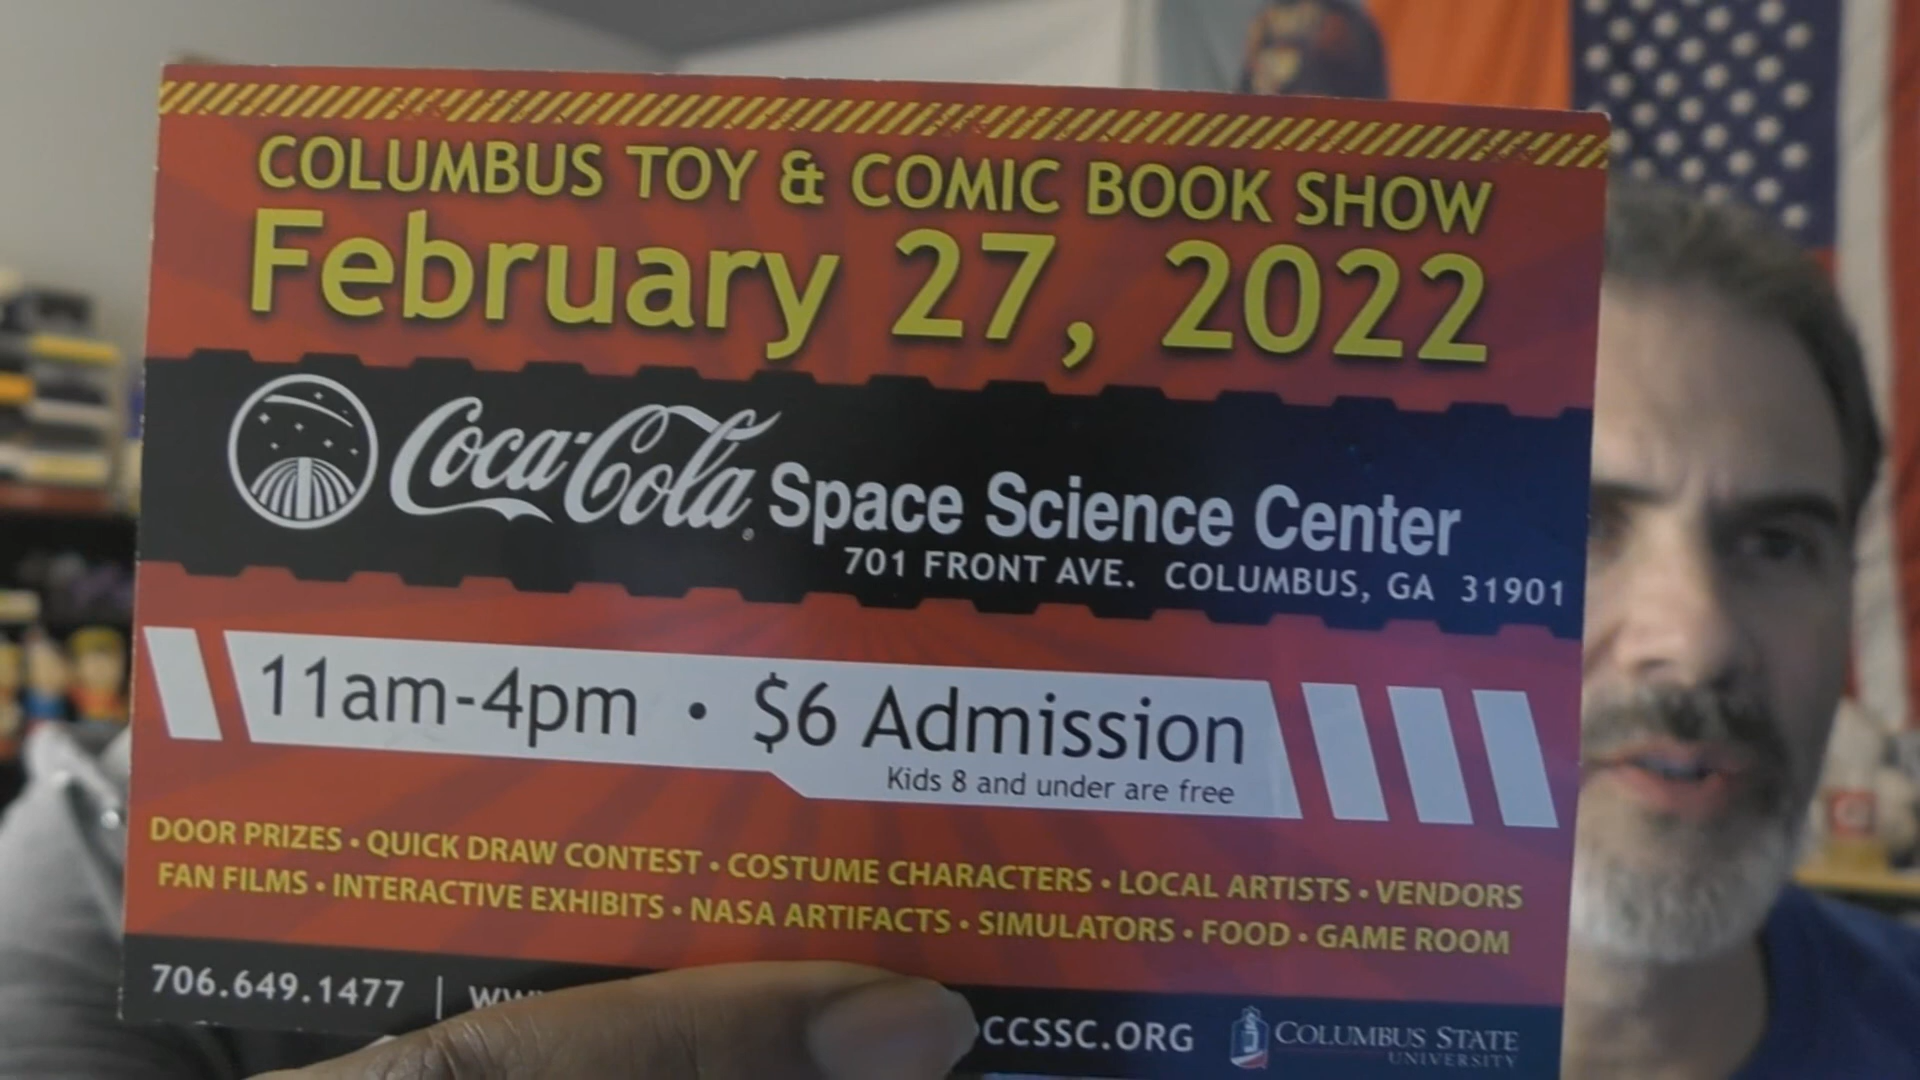 COLUMBUS TOY & COMIC BOOK SHOW
February 27, 2022
Coca-Cola Space Science Center
701 FRONT AVE. COLUMBUS, GA 31901
11am-4pm • $6 Admission
Kids 8 and under are free
DOOR PRIZES • QUICK DRAW CONTEST • COSTUME CHARACTERS • LOCAL ARTISTS • VENDORS
FAN FILMS • INTERACTIVE EXHIBITS • NASA ARTIFACTS • SIMULATORS • FOOD • GAME ROOM
706.649.1477 | CCSSC.ORG COLUMBUS STATE
UNIVERSITY